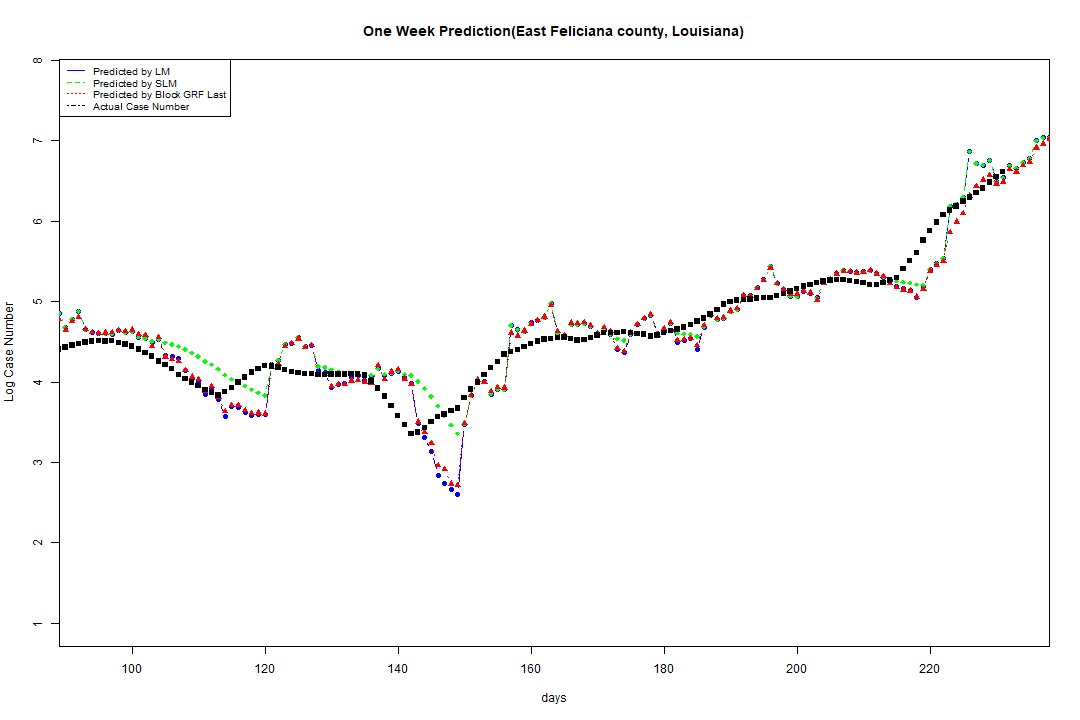 One Week Prediction(East Feliciana county, Louisiana)
Predicted by LM
Predicted by SLM
Predicted by Block GRF Last
Actual Case Number
8
7
6
5
4
3
2
1
Log Case Number
100 120 140 160 180 200 220
days